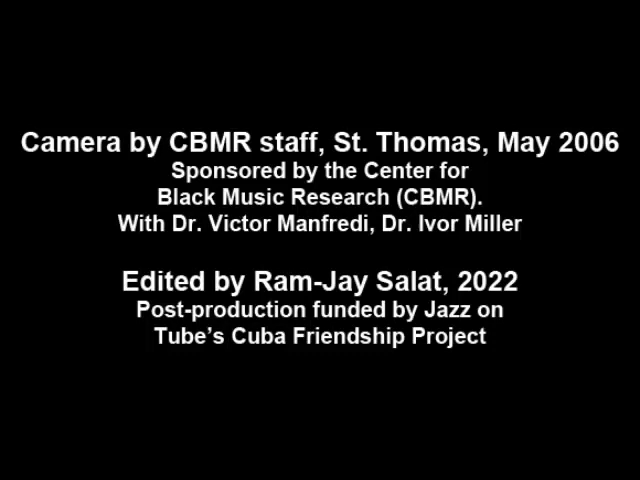 Camera by CBMR staff, St. Thomas, May 2006
Sponsored by the Center for
Black Music Research (CBMR).
With Dr. Victor Manfredi, Dr. Ivor Miller
Edited by Ram-Jay Salat, 2022
Post-production funded by Jazz on
Tube’s Cuba Friendship Project